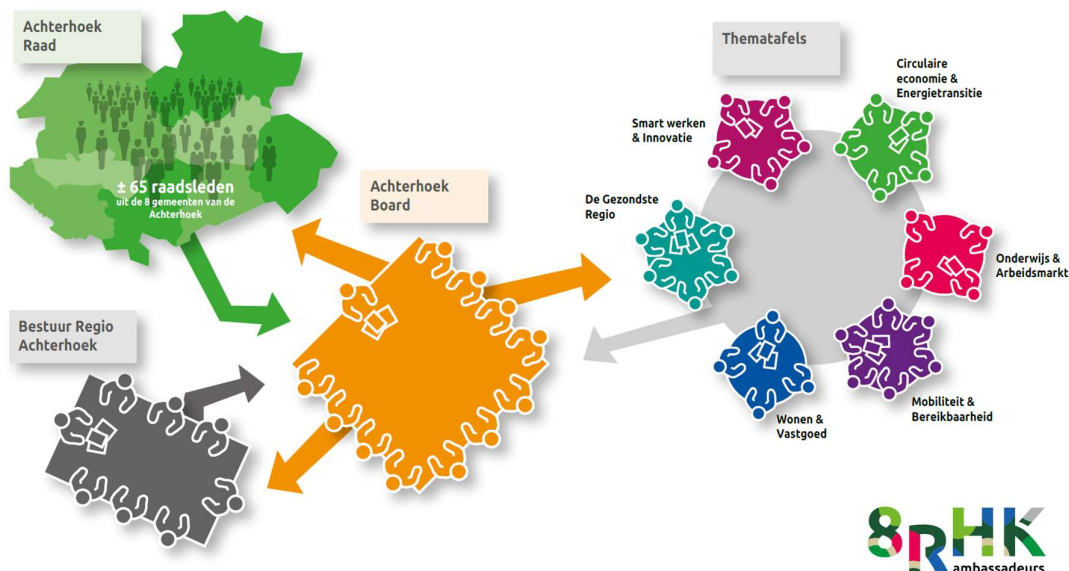 Achterhoek
Raad
± 65 raadsleden
uit de 8 gemeenten van de
Achterhoek
Bestuur Regio
Achterhoek
Achterhoek
Board
Thematafels
Circulaire
economie &
Energietransitie
Smart werken
& Innovatie
De Gezondste
Regio
Onderwijs &
Arbeidsmarkt
Mobiliteit &
Bereikbaarheid
Wonen &
Vastgoed
8RHK
ambassadeurs